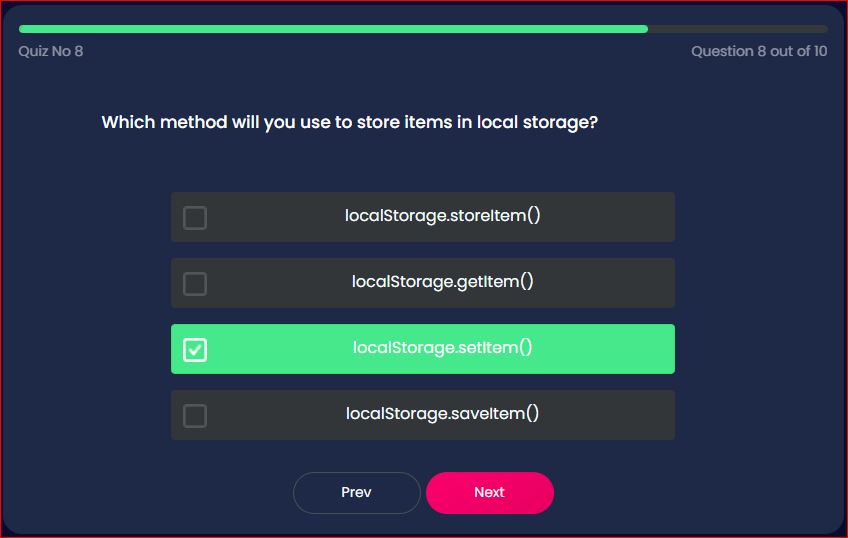 Quiz No 8
Question 8 out of 10
Which method will you use to store items in local storage?
localStorage.storeItem()
localStorage.getItem()
localStorage.setItem()
localStorage.saveItem()
Prev
Next